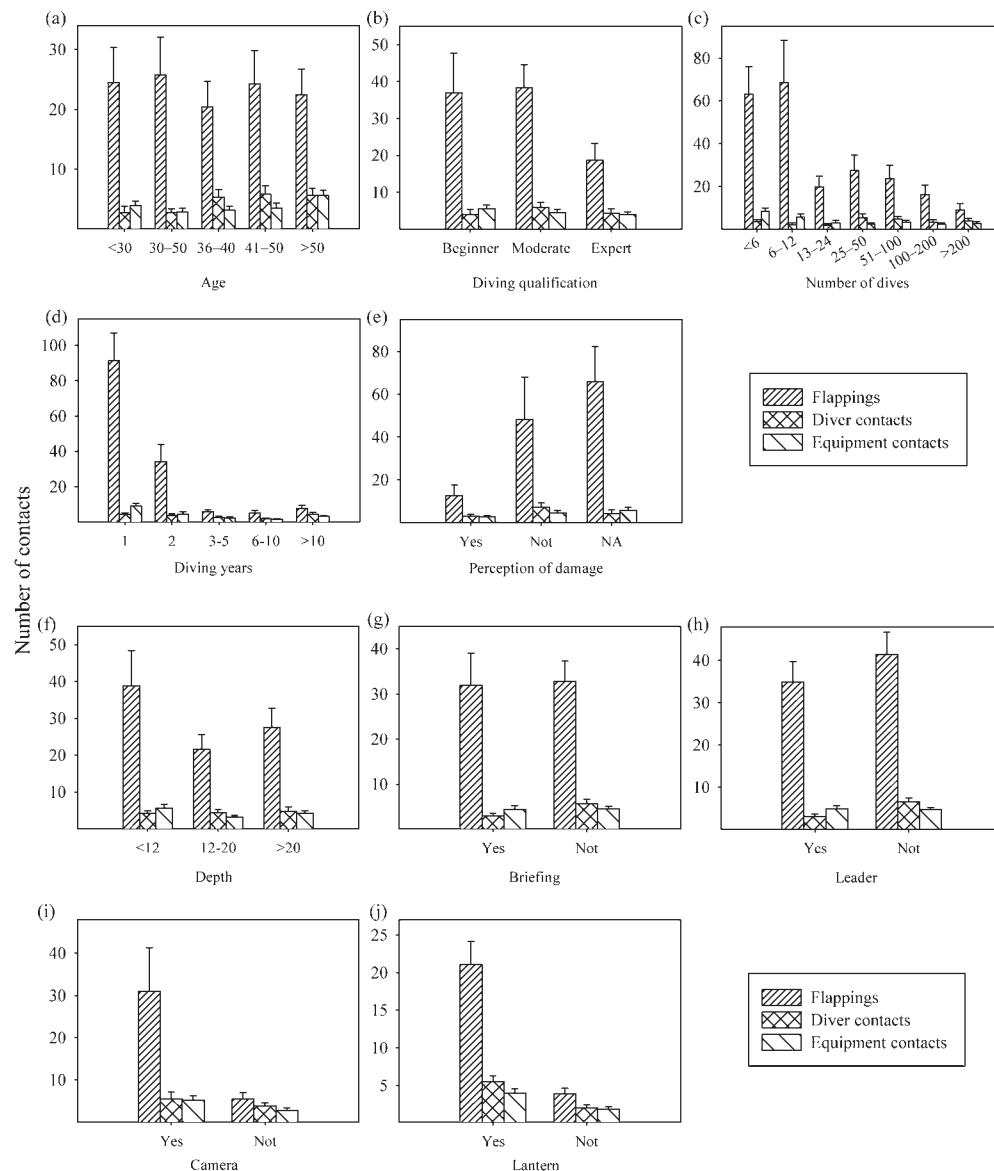 (a)
30
20
10
<30 30–50 36–40 41–50 >50
Age
(b)
50
40
30
20
10
Beginner Moderate Expert
Diving qualification
(c)
80
60
40
20
<6 6–12 13–24 25–50 51–100 100–200 >200
Number of dives
(d)
100
80
60
40
20
1 2 3-5 6-10 >10
Diving years
(e)
80
60
40
20
Yes Not NA
Perception of damage
Flappings
Diver contacts
Equipment contacts
Number of contacts
(f)
50
40
30
20
10
<12 12-20 >20
Depth
(g)
40
30
20
10
Yes Not
Briefing
(h)
40
30
20
10
Yes Not
Leader
(i)
40
30
20
10
Yes Not
Camera
(j)
25
20
15
10
5
Yes Not
Lantern
Flappings
Diver contacts
Equipment contacts